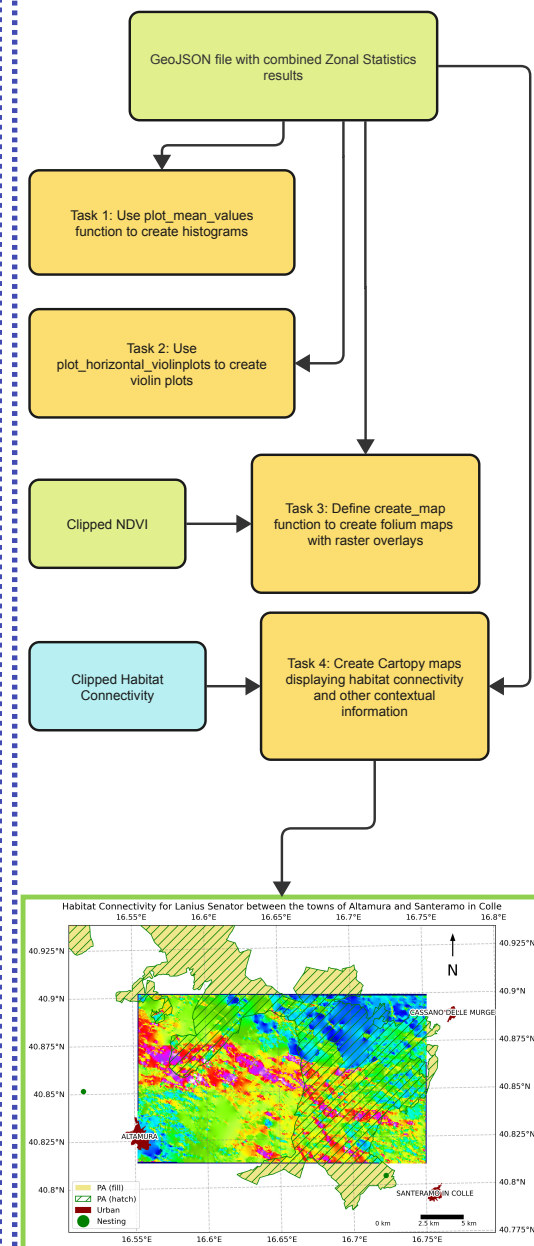 GeoJSON file with combined Zonal Statistics
results
Task 1: Use plot_mean_values
function to create histograms
Task 2: Use
plot_horizontal_violinplots to create
violin plots
Clipped NDVI
Task 3: Define create_map
function to create folium maps
with raster overlays
Clipped Habitat
Connectivity
Task 4: Create Cartopy maps
displaying habitat connectivity
and other contextual
information
Habitat Connectivity for Lanius Senator between the towns of Altamura and Santeramo in Colle
16.55°E 16.6°E 16.65°E 16.7°E 16.75°E 16.8°E
40.925°N 40.925°N
N
40.9°N 40.9°N
CASSANO DELLE MURGE
40.875°N 40.875°N
40.85°N 40.85°N
40.825°N 40.825°N
ALTAMURA
40.8°N 40.8°N
SANTERAMO IN COLLE
PA (fill)
PA (hatch)
Urban
Nesting
0 km 2.5 km 5 km
40.775°N
16.55°E 16.6°E 16.65°E 16.7°E 16.75°E